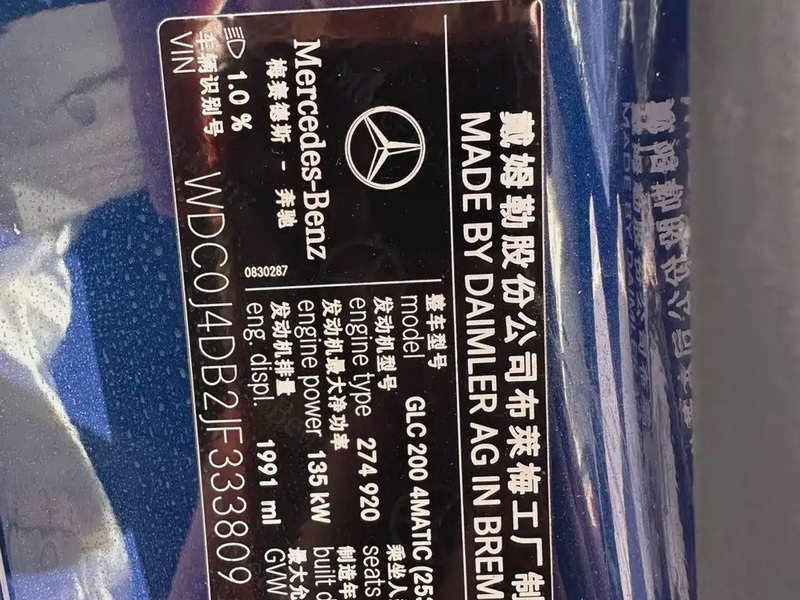 戴姆勒股份公司布莱梅工厂制
MADE BY DAIMLER AG IN BREM
Mercedes-Benz
梅赛德斯 - 奔驰
1.0 %
0830287
整车型号
model GLC 200 4MATIC (253
发动机型号 乘坐人
engine type 274 920 seats
发动机最大净功率 制造年
engine power 135 kW built
发动机排量 最大允
eng. displ. 1991 ml GVW
车辆识别号
VIN WDC0J4DB2JF333809